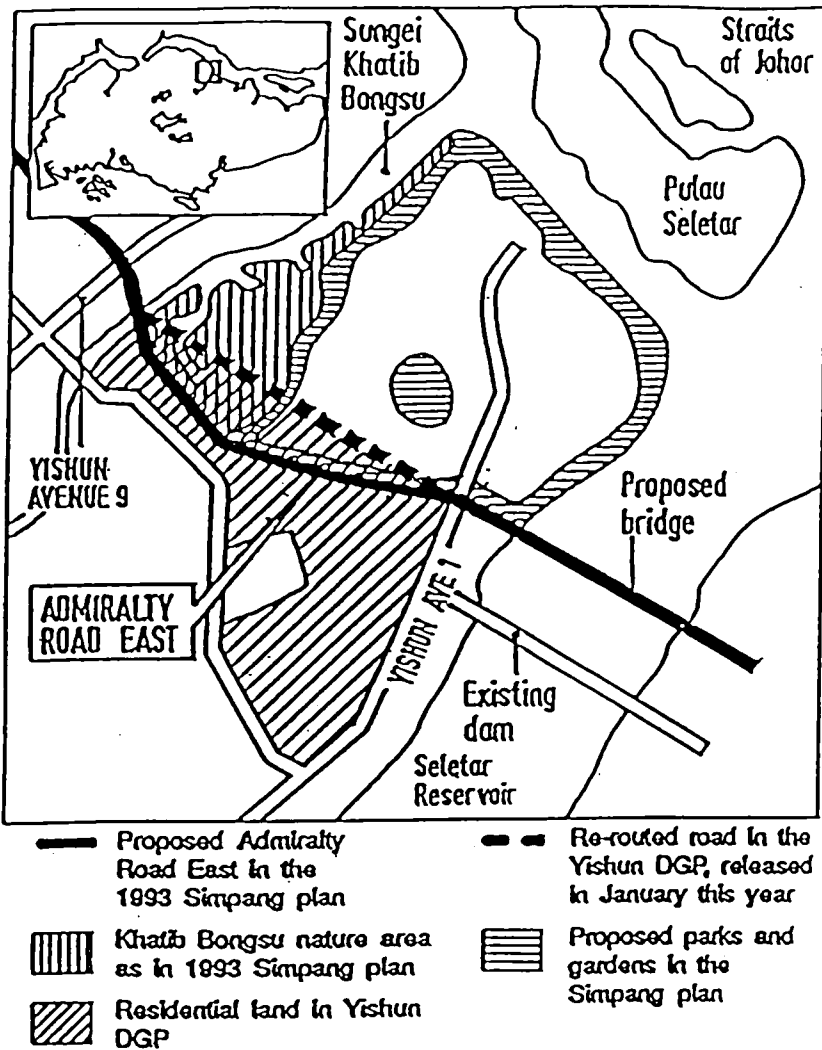 Sungei
Khatib
Bongsu
Straits
of Johor
Pulau
Seletar
YISHUN
AVENUE 9
ADMIRALTY
ROAD EAST
YISHUN AVE 1
Proposed
bridge
Existing
dam
Seletar
Reservoir
Proposed Admiralty
Road East in the
1993 Simpang plan
Re-routed road in the
Yishun DGP, released
in January this year
Khatib Bongsu nature area
as in 1993 Simpang plan
Proposed parks and
gardens in the
Simpang plan
Residential land in Yishun
DGP